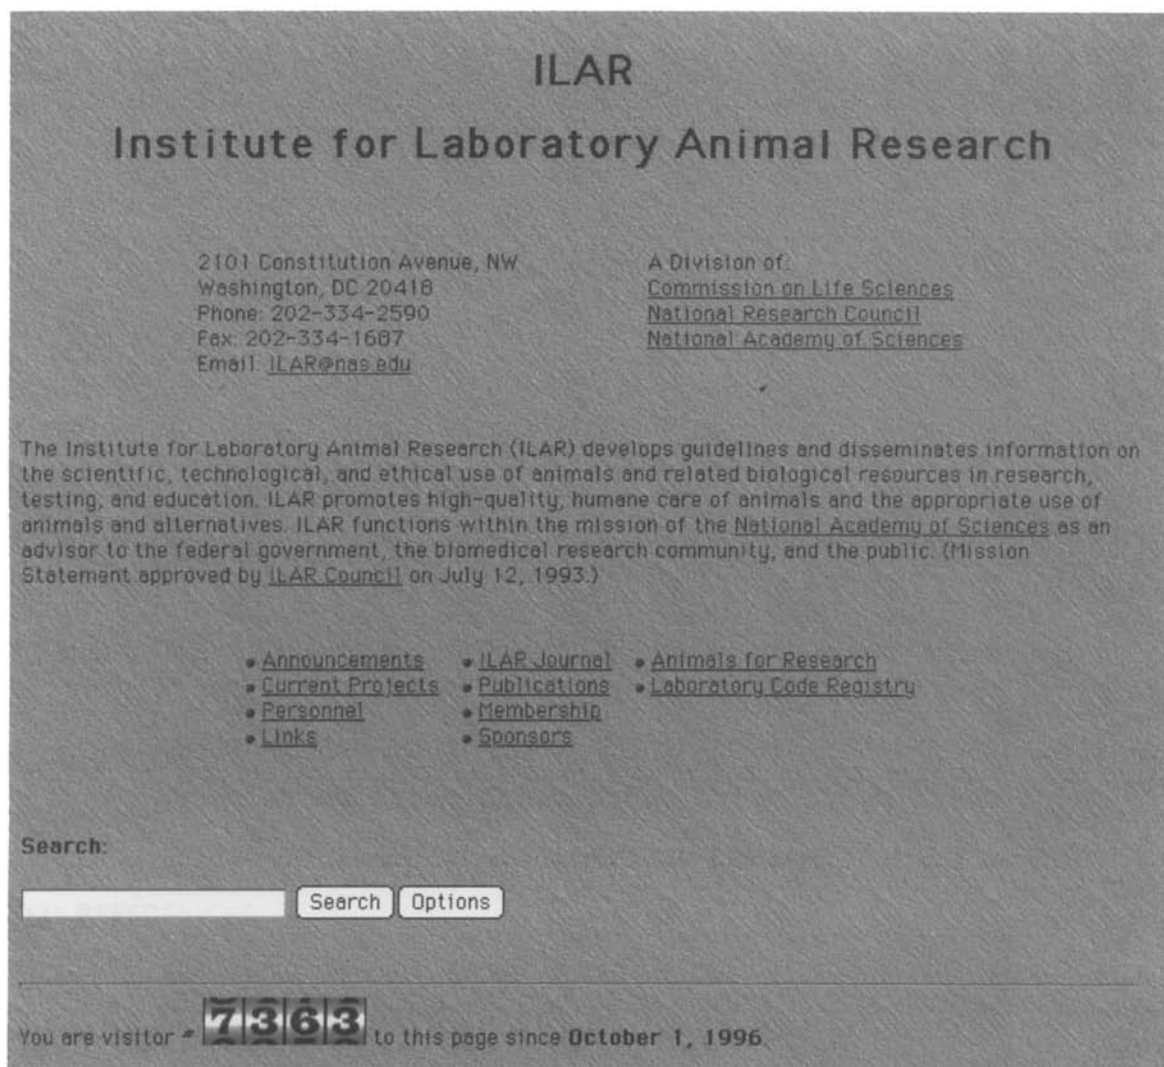 ILAR
Institute for Laboratory Animal Research
2101 Constitution Avenue, NW
Washington, DC 20418
Phone: 202-334-2590
Fax: 202-334-1687
Email: ILAR@nas.edu
A Division of:
Commission on Life Sciences
National Research Council
National Academy of Sciences
The Institute for Laboratory Animal Research (ILAR) develops guidelines and disseminates information on
the scientific, technological, and ethical use of animals and related biological resources in research,
testing, and education. ILAR promotes high-quality, humane care of animals and the appropriate use of
animals and alternatives. ILAR functions within the mission of the National Academy of Sciences as an
advisor to the federal government, the biomedical research community, and the public. (Mission
Statement approved by ILAR Council on July 12, 1993.)
• Announcements • ILAR Journal • Animals for Research
• Current Projects • Publications • Laboratory Code Registry
• Personnel • Membership
• Links • Sponsors
Search:
Search Options
You are visitor # 7363 to this page since October 1, 1996.